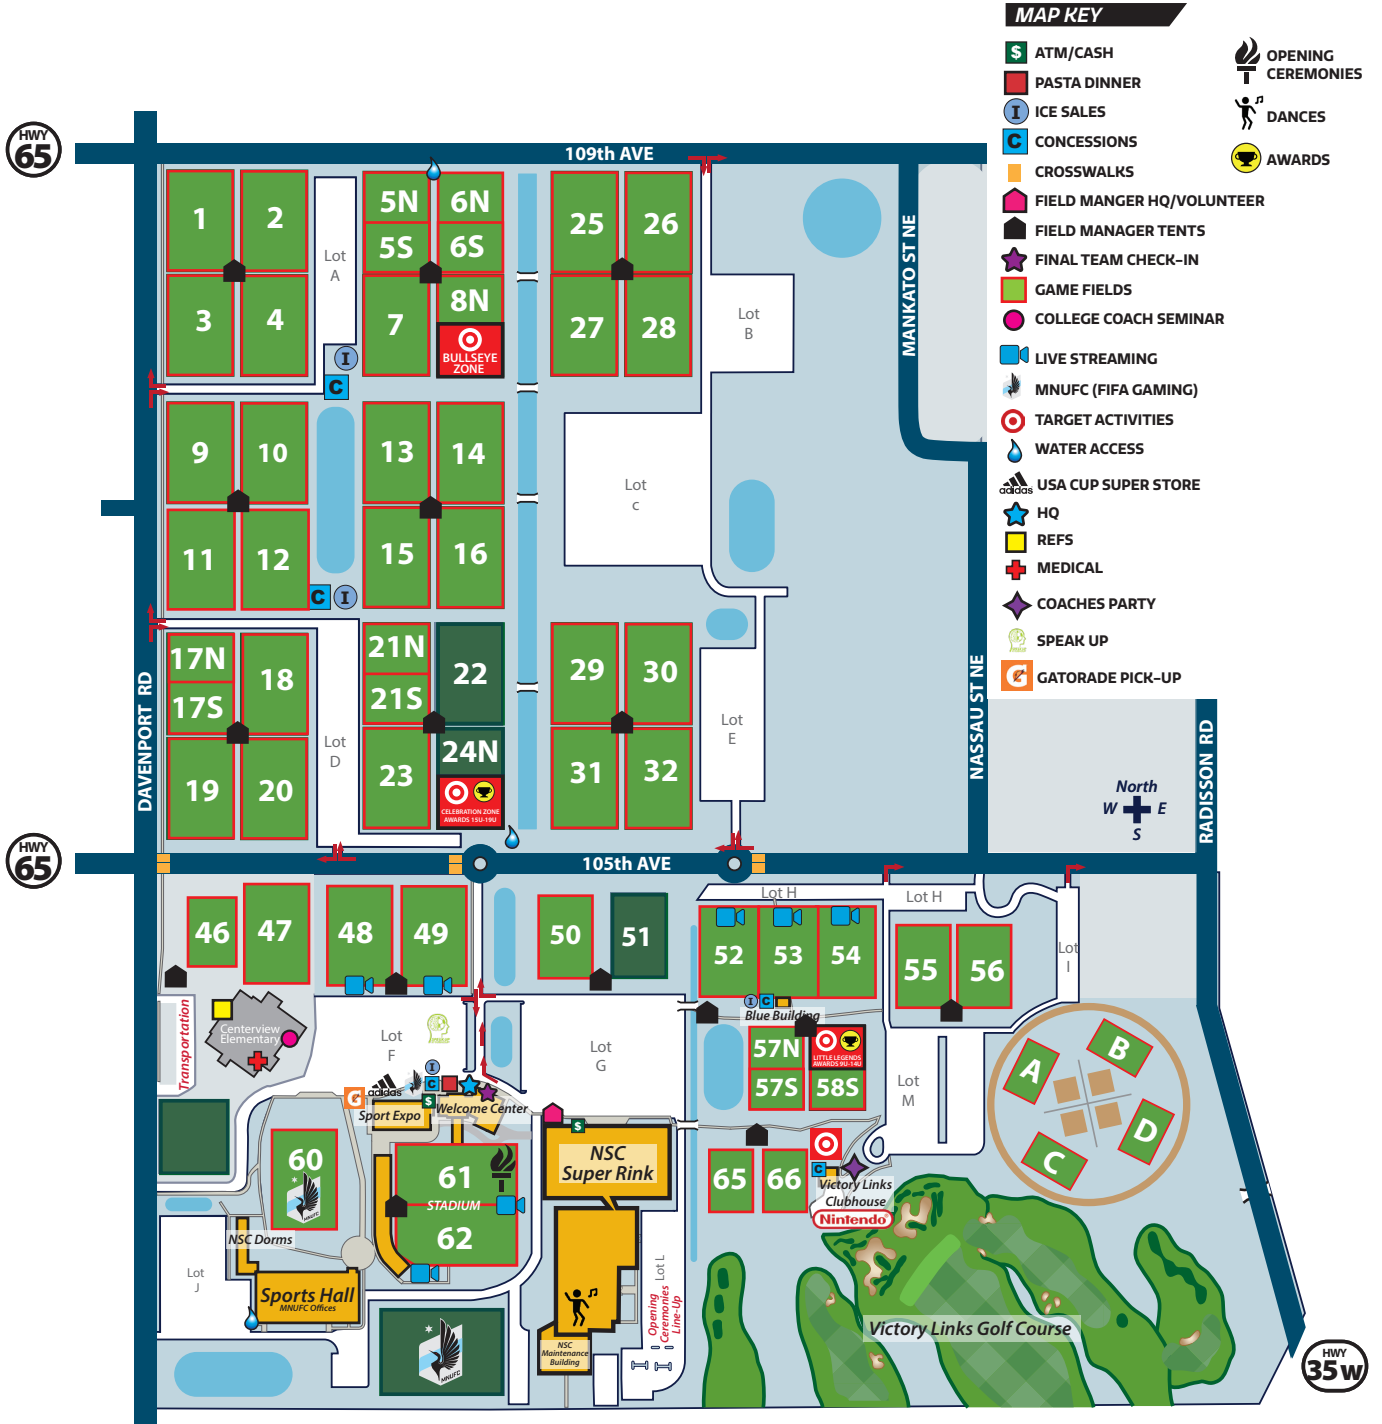 MAP KEY
$ ATM/CASH
PASTA DINNER
I ICE SALES
C CONCESSIONS
CROSSWALKS
FIELD MANGER HQ/VOLUNTEER
FIELD MANAGER TENTS
FINAL TEAM CHECK-IN
GAME FIELDS
COLLEGE COACH SEMINAR
LIVE STREAMING
MNUFC (FIFA GAMING)
TARGET ACTIVITIES
WATER ACCESS
adidas USA CUP SUPER STORE
HQ
REFS
MEDICAL
COACHES PARTY
SPEAK UP
G GATORADE PICK-UP
OPENING
CEREMONIES
DANCES
AWARDS
HWY
65
109th AVE
1
2
3
4
Lot
A
5N
6N
5S
6S
7
8N
BULLSEYE
ZONE
25
26
27
28
Lot
B
MANKATO ST NE
I
C
9
10
11
12
13
14
15
16
Lot
c
C
I
17N
17S
18
19
20
Lot
D
21N
21S
22
23
24N
CELEBRATION ZONE
AWARDS 15U-19U
29
30
31
32
Lot
E
DAVENPORT RD
NASSAU ST NE
RADISSON RD
North
W
E
S
HWY
65
105th AVE
46
47
48
49
50
51
Lot H
52
53
54
Lot H
55
56
Lot
I
Transportation
Centerview
Elementary
Lot
F
Lot
G
I
C
Blue Building
57N
57S
LITTLE LEGENDS
AWARDS 9U-14U
58S
Lot
M
A
B
C
D
G
adidas
I
C
$
Sport Expo
Welcome Center
$
NSC
Super Rink
60
MNUFC
61
STADIUM
62
65
66
C
Victory Links
Clubhouse
Nintendo
NSC Dorms
Lot
J
Sports Hall
MNUFC Offices
MNUFC
NSC
Maintenance
Building
Lot L
Opening
Ceremonies
Line-Up
Victory Links Golf Course
HWY
35W